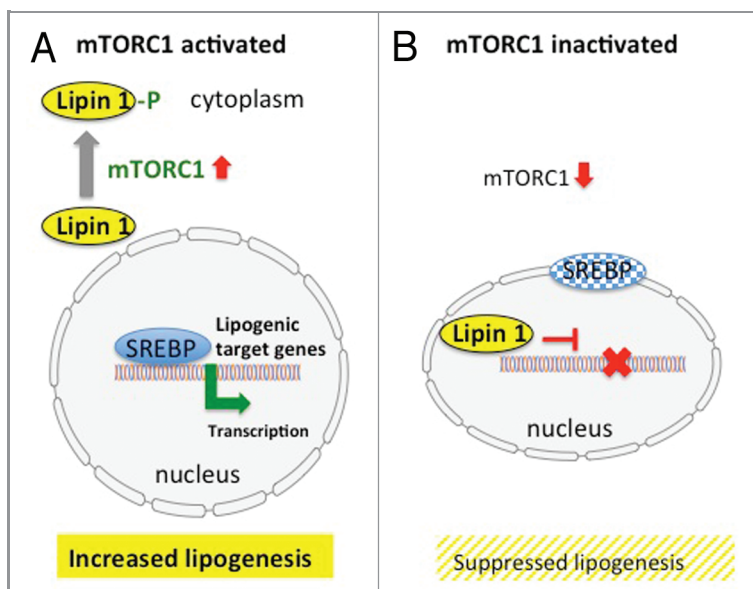 A
mTORC1 activated
Lipin 1 -P
cytoplasm
mTORC1
Lipin 1
Lipogenic
target genes
SREBP
Transcription
nucleus
Increased lipogenesis
B
mTORC1 inactivated
mTORC1
SREBP
Lipin 1
nucleus
Suppressed lipogenesis